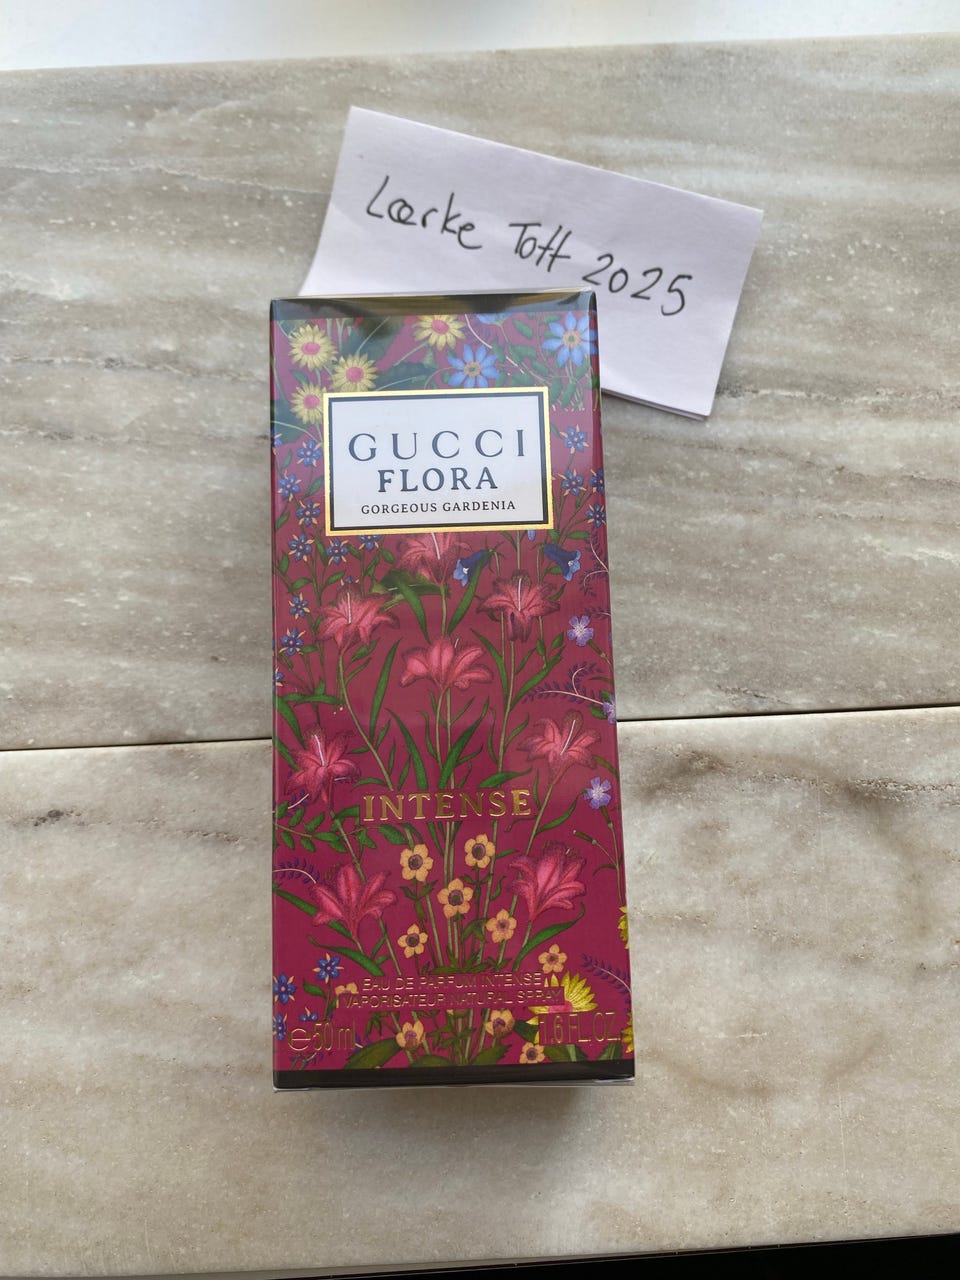 Lærke Toft 2025
GUCCI
FLORA
GORGEOUS GARDENIA
INTENSE
EAU DE PARFUM INTENSE
VAPORISATEUR NATURAL SPRAY
℮50 ml 1.6 FL.OZ.